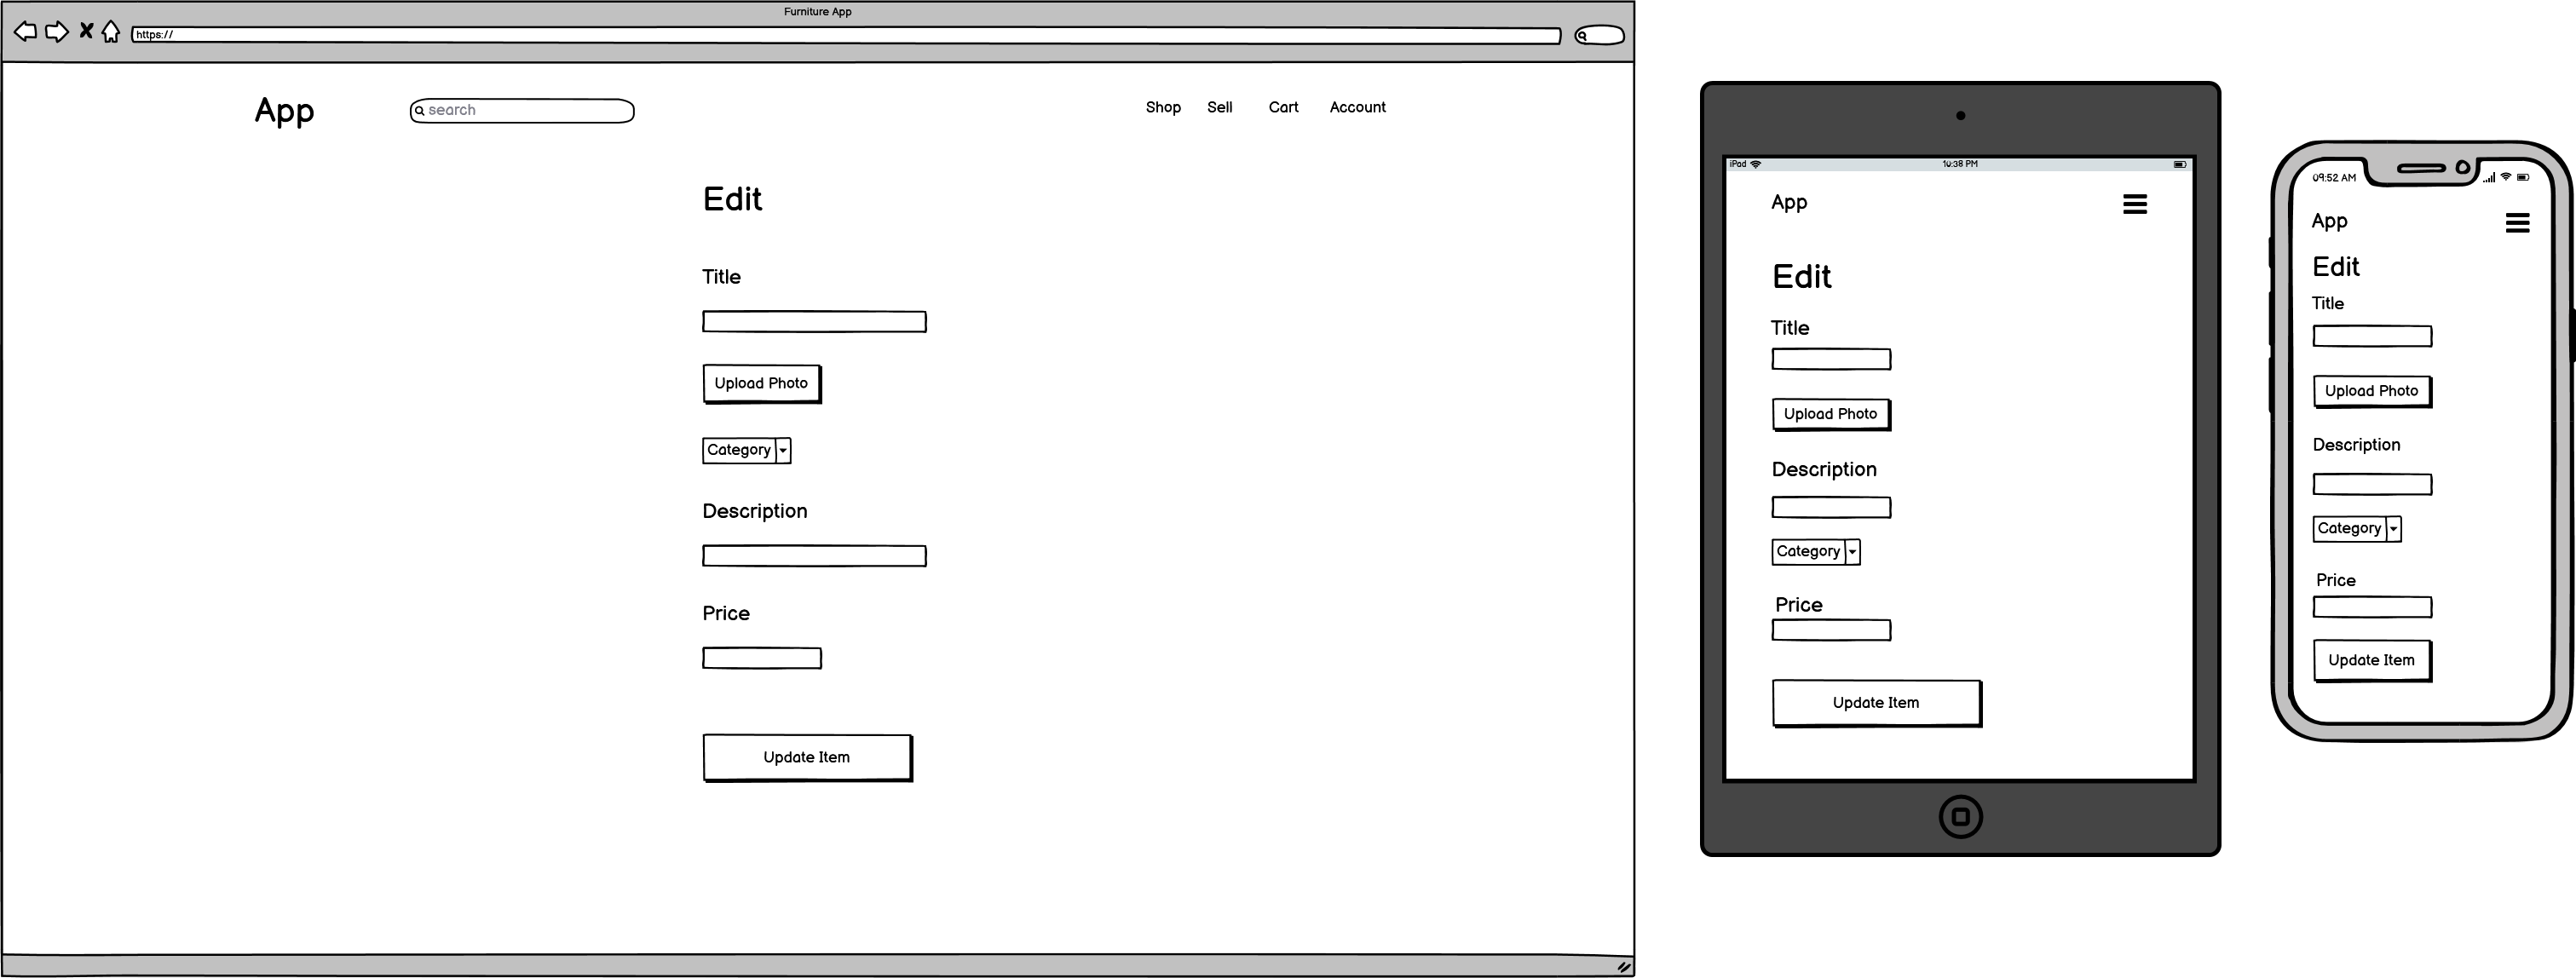 Furniture App
https://
App
search
Shop Sell Cart Account
Edit
Title
Upload Photo
Category
Description
Price
Update Item
iPad 10:38 PM
App
Edit
Title
Upload Photo
Description
Category
Price
Update Item
09:52 AM
App
Edit
Title
Upload Photo
Description
Category
Price
Update Item